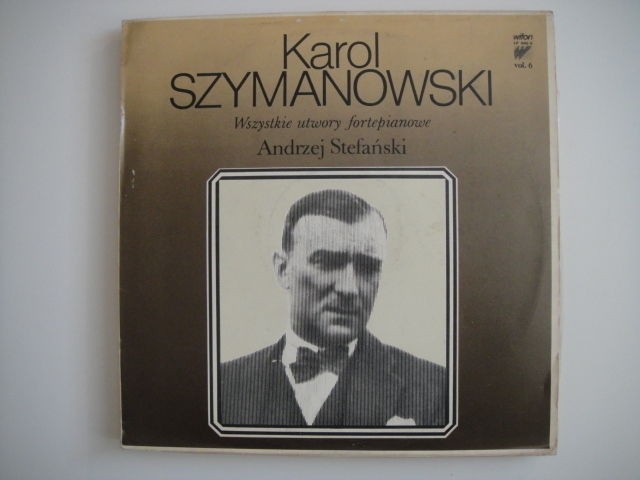 Karol
SZYMANOWSKI
Wszystkie utwory fortepianowe
Andrzej Stefański
wifon
vol. 6